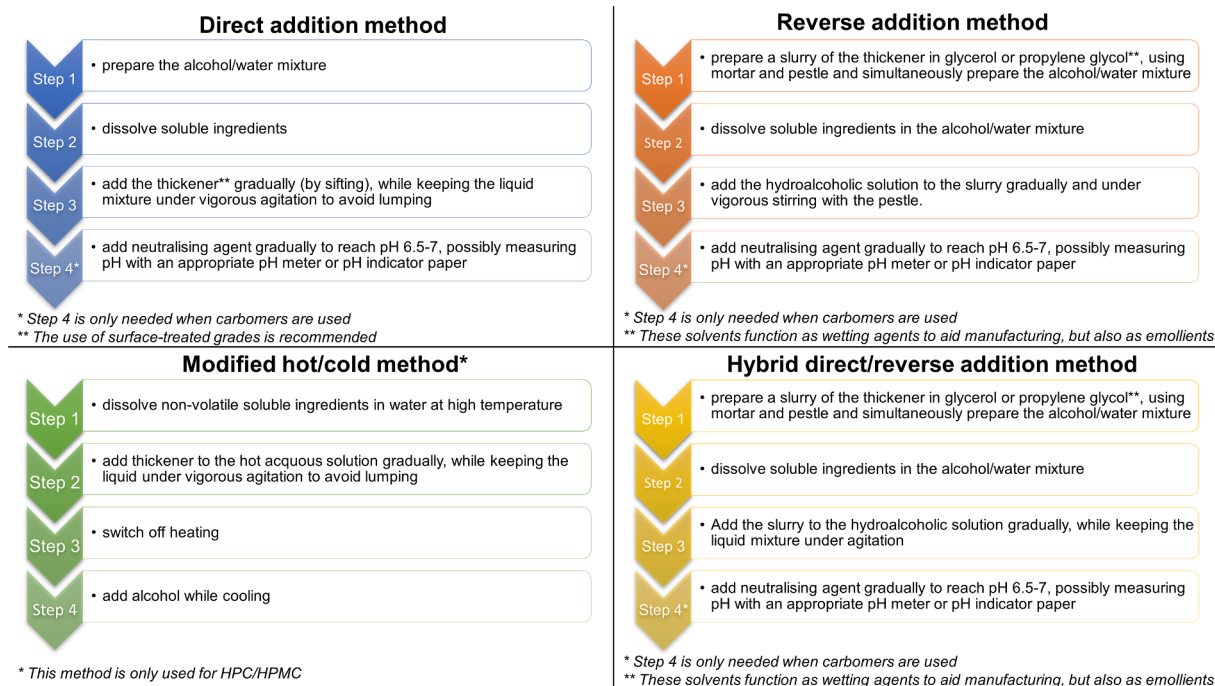 Direct addition method
Step 1
• prepare the alcohol/water mixture
Step 2
• dissolve soluble ingredients
Step 3
• add the thickener** gradually (by sifting), while keeping the liquid
mixture under vigorous agitation to avoid lumping
Step 4*
• add neutralising agent gradually to reach pH 6.5-7, possibly measuring
pH with an appropriate pH meter or pH indicator paper
* Step 4 is only needed when carbomers are used
** The use of surface-treated grades is recommended
Reverse addition method
Step 1
• prepare a slurry of the thickener in glycerol or propylene glycol**, using
mortar and pestle and simultaneously prepare the alcohol/water mixture
Step 2
• dissolve soluble ingredients in the alcohol/water mixture
Step 3
• add the hydroalcoholic solution to the slurry gradually and under
vigorous stirring with the pestle.
Step 4*
• add neutralising agent gradually to reach pH 6.5-7, possibly measuring
pH with an appropriate pH meter or pH indicator paper
* Step 4 is only needed when carbomers are used
** These solvents function as wetting agents to aid manufacturing, but also as emollients
Modified hot/cold method*
Step 1
• dissolve non-volatile soluble ingredients in water at high temperature
Step 2
• add thickener to the hot acquous solution gradually, while keeping the
liquid under vigorous agitation to avoid lumping
Step 3
• switch off heating
Step 4
• add alcohol while cooling
* This method is only used for HPC/HPMC
Hybrid direct/reverse addition method
Step 1
• prepare a slurry of the thickener in glycerol or propylene glycol**, using
mortar and pestle and simultaneously prepare the alcohol/water mixture
Step 2
• dissolve soluble ingredients in the alcohol/water mixture
Step 3
• Add the slurry to the hydroalcoholic solution gradually, while keeping the
liquid mixture under agitation
Step 4*
• add neutralising agent gradually to reach pH 6.5-7, possibly measuring
pH with an appropriate pH meter or pH indicator paper
* Step 4 is only needed when carbomers are used
** These solvents function as wetting agents to aid manufacturing, but also as emollients